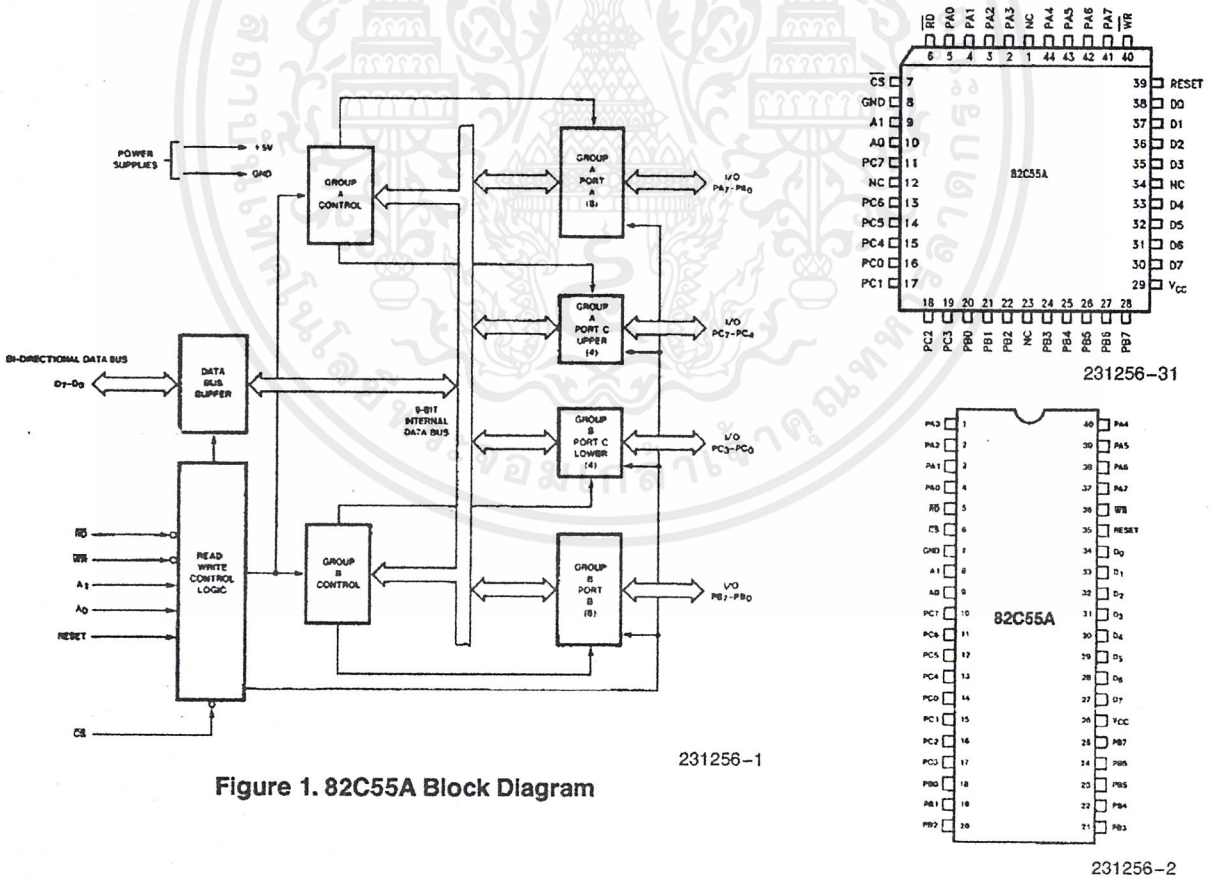 POWER
SUPPLIES
+5V
GND
GROUP
A
CONTROL
GROUP
A
PORT
A
(8)
I/O
PA7-PA0
GROUP
A
PORT C
UPPER
(4)
I/O
PC7-PC4
BI-DIRECTIONAL DATA BUS
D7-D0
DATA
BUS
BUFFER
8-BIT
INTERNAL
DATA BUS
GROUP
B
PORT C
LOWER
(4)
I/O
PC3-PC0
RD
WR
A1
A0
RESET
CS
READ
WRITE
CONTROL
LOGIC
GROUP
B
CONTROL
GROUP
B
PORT
B
(8)
I/O
PB7-PB0
231256-1
Figure 1. 82C55A Block Diagram
RD PA0 PA1 PA2 PA3 NC PA4 PA5 PA6 PA7 WR
6 5 4 3 2 1 44 43 42 41 40
CS 7
GND 8
A1 9
A0 10
PC7 11
NC 12
PC6 13
PC5 14
PC4 15
PC0 16
PC1 17
82C55A
39 RESET
38 D0
37 D1
36 D2
35 D3
34 NC
33 D4
32 D5
31 D6
30 D7
29 VCC
18 19 20 21 22 23 24 25 26 27 28
PC2 PC3 PB0 PB1 PB2 NC PB3 PB4 PB5 PB6 PB7
231256-31
PA3 1
PA2 2
PA1 3
PA0 4
RD 5
CS 6
GND 7
A1 8
A0 9
PC7 10
PC6 11
PC5 12
PC4 13
PC0 14
PC1 15
PC2 16
PC3 17
PB0 18
PB1 19
PB2 20
82C55A
40 PA4
39 PA5
38 PA6
37 PA7
36 WR
35 RESET
34 D0
33 D1
32 D2
31 D3
30 D4
29 D5
28 D6
27 D7
26 VCC
25 PB7
24 PB6
23 PB5
22 PB4
21 PB3
231256-2